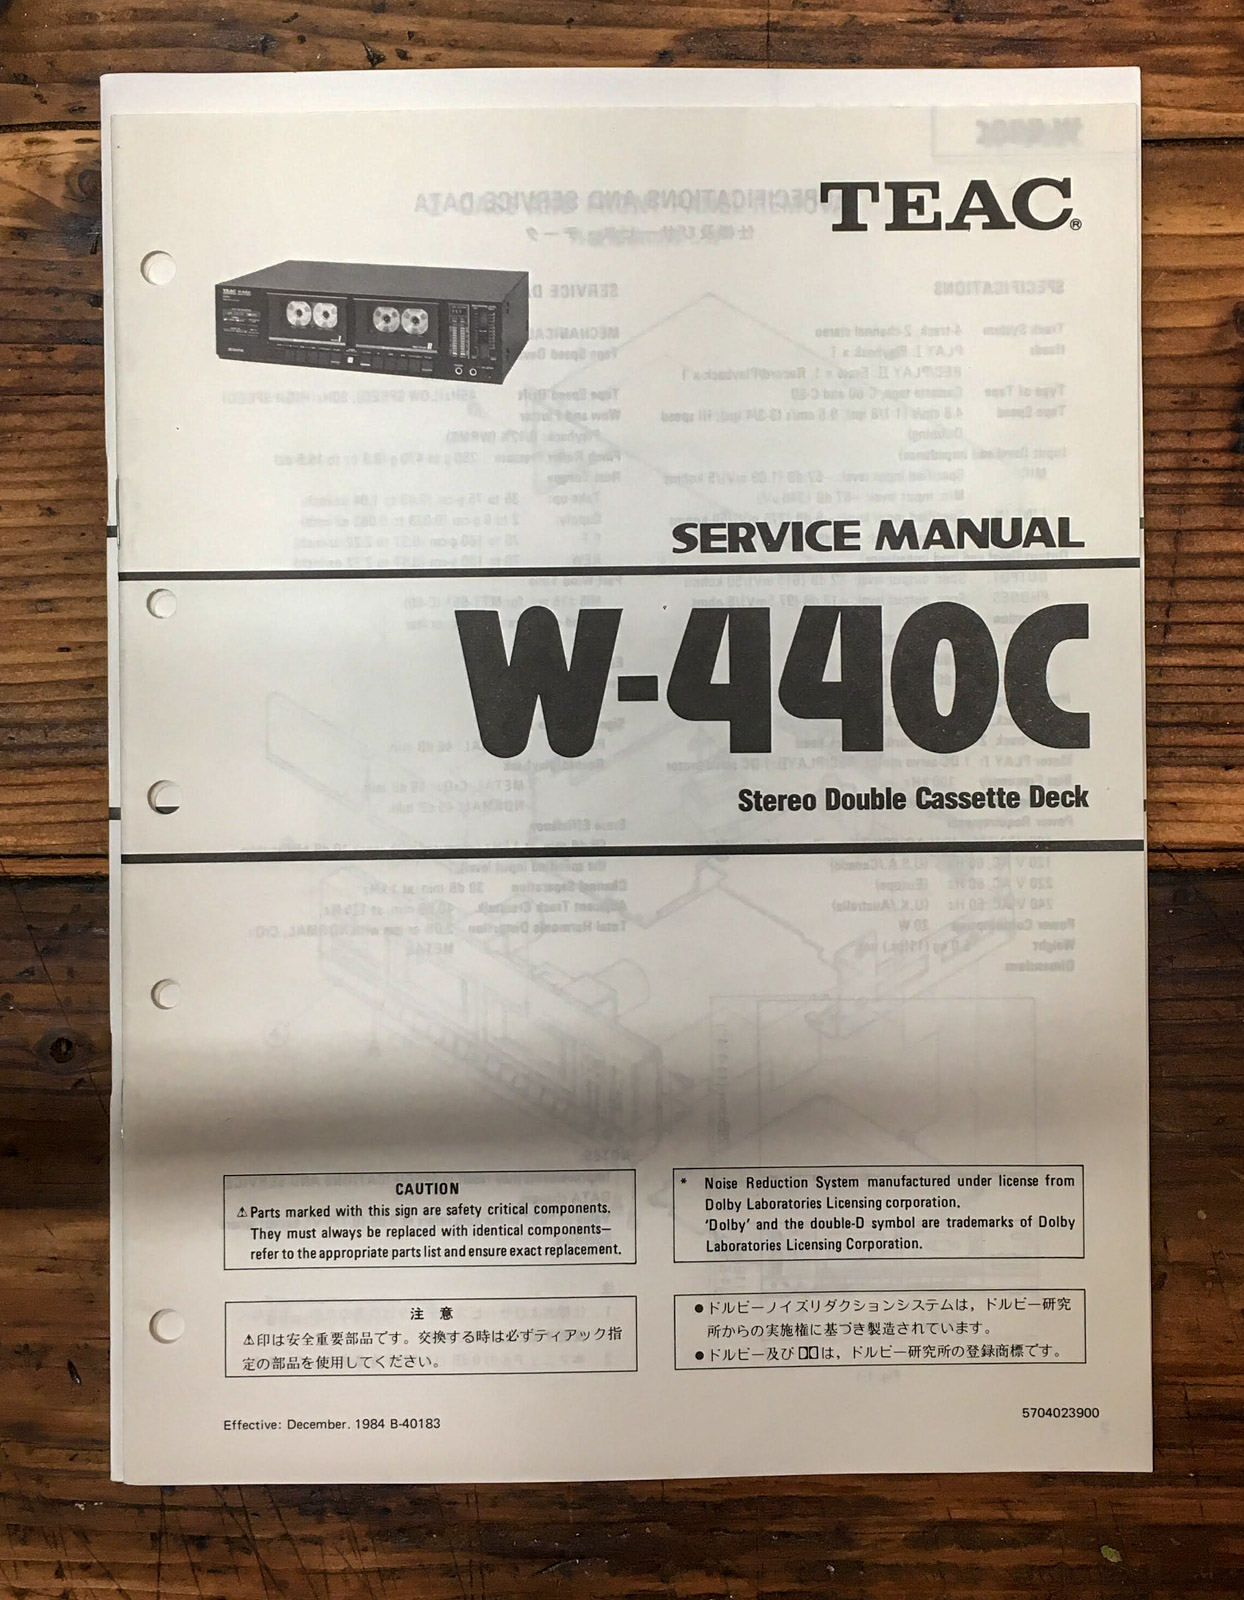 TEAC®
SERVICE MANUAL
W-440C
Stereo Double Cassette Deck
CAUTION
⚠Parts marked with this sign are safety critical components.
They must always be replaced with identical components—
refer to the appropriate parts list and ensure exact replacement.
* Noise Reduction System manufactured under license from
Dolby Laboratories Licensing corporation.
'Dolby' and the double-D symbol are trademarks of Dolby
Laboratories Licensing Corporation.
注 意
⚠印は安全重要部品です。交換する時は必ずティアック指
定の部品を使用してください。
●ドルビーノイズリダクションシステムは，ドルビー研究
所からの実施権に基づき製造されています。
●ドルビー及び は，ドルビー研究所の登録商標です。
Effective: December. 1984 B-40183
5704023900